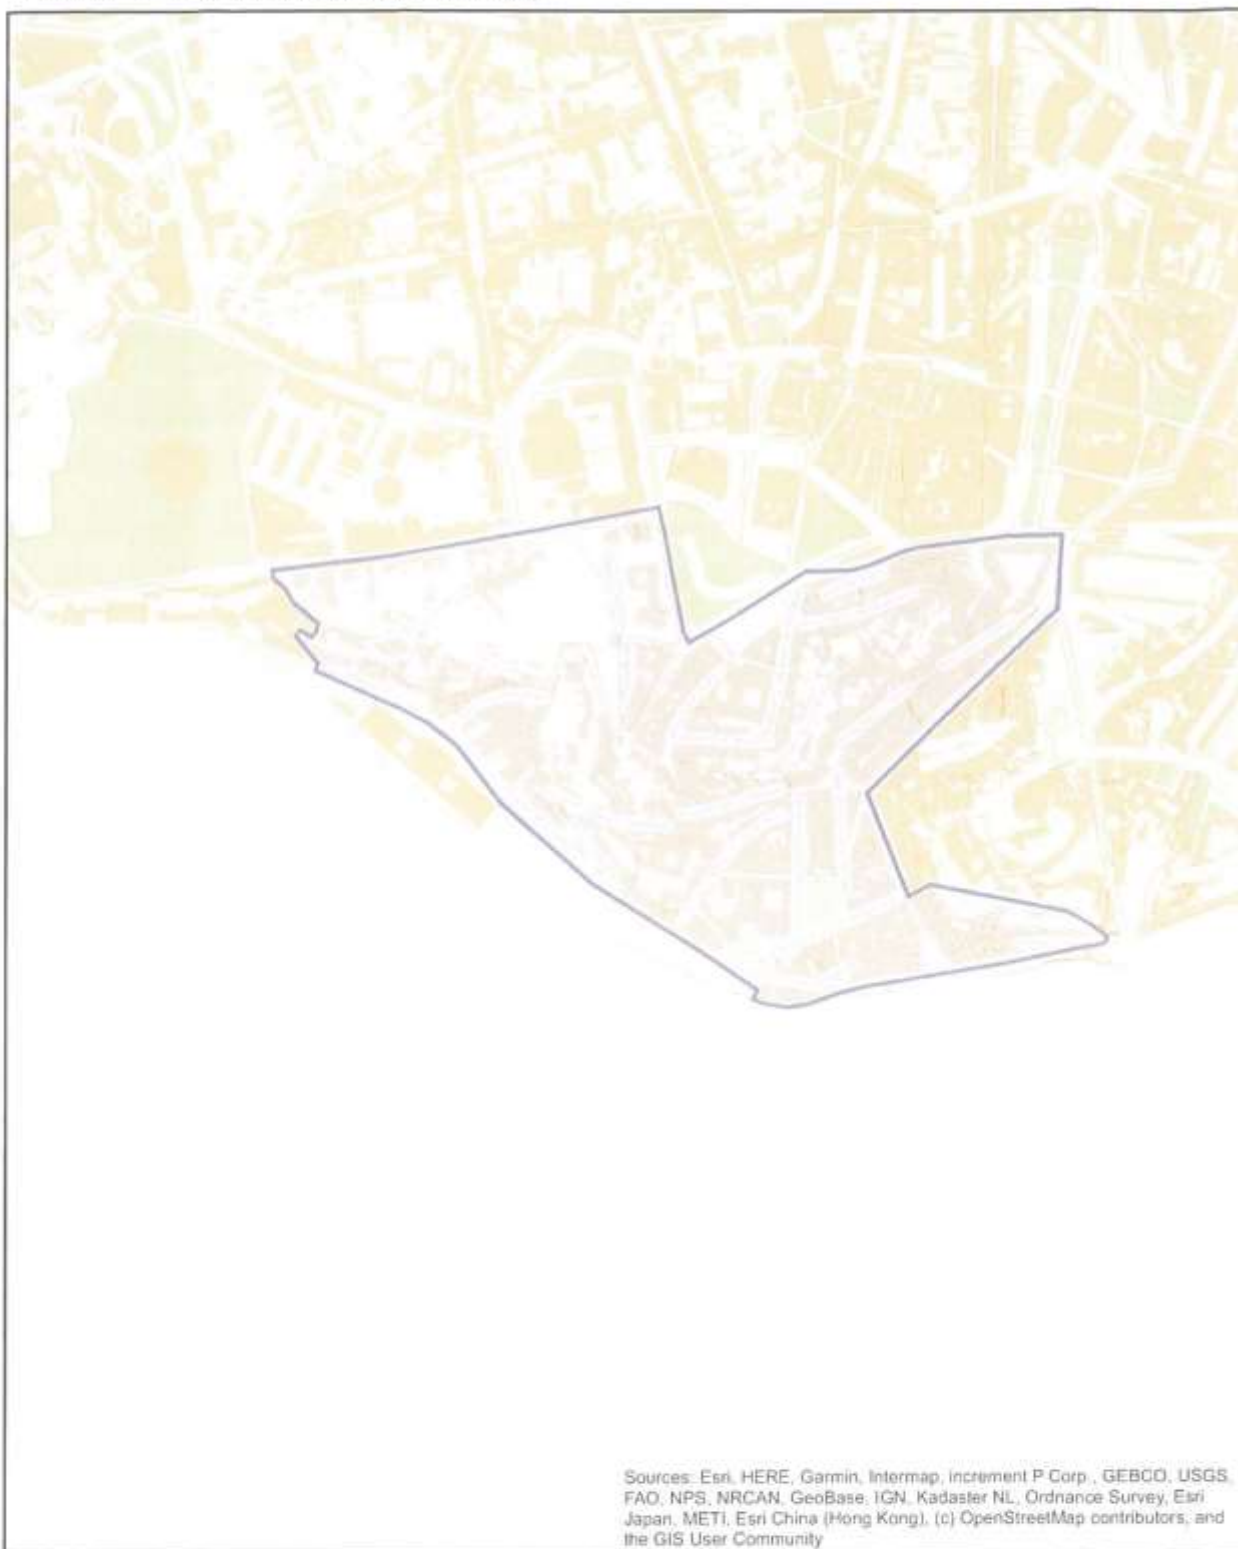 Sources: Esri, HERE, Garmin, Intermap, increment P Corp., GEBCO, USGS,
FAO, NPS, NRCAN, GeoBase, IGN, Kadaster NL, Ordnance Survey, Esri
Japan, METI, Esri China (Hong Kong), (c) OpenStreetMap contributors, and
the GIS User Community